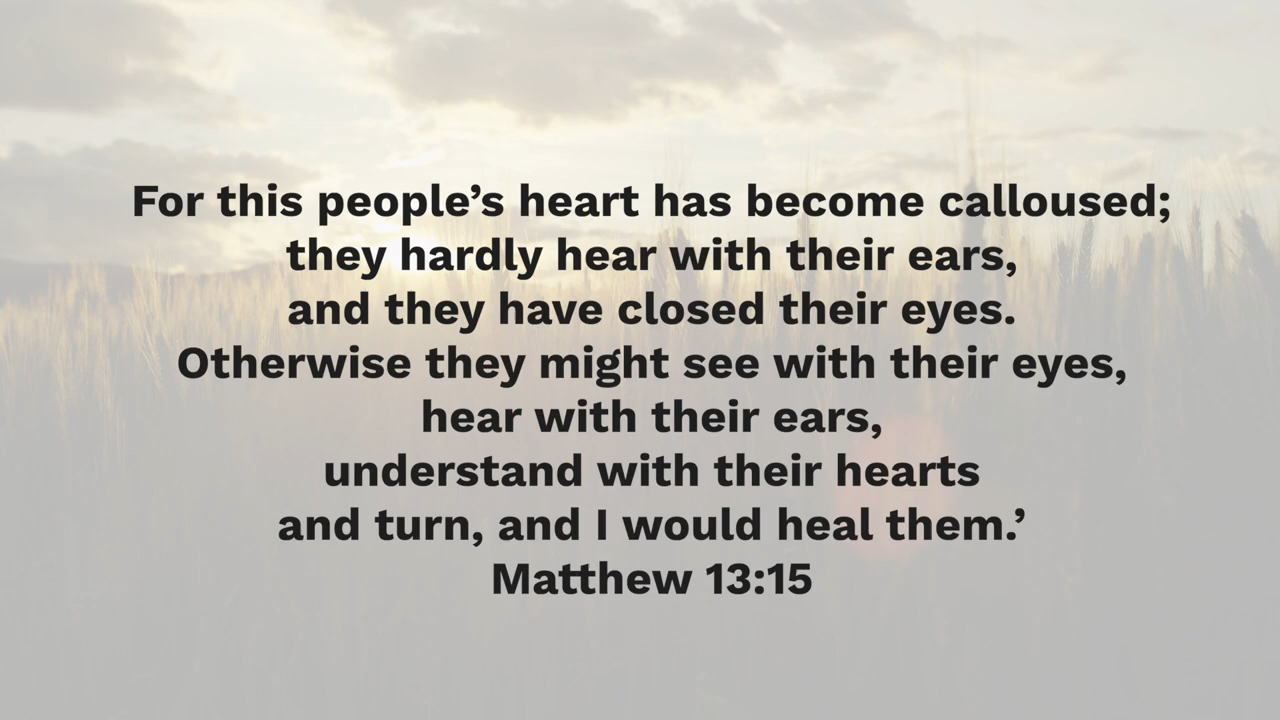 For this people’s heart has become calloused;
they hardly hear with their ears,
and they have closed their eyes.
Otherwise they might see with their eyes,
hear with their ears,
understand with their hearts
and turn, and I would heal them.’
Matthew 13:15